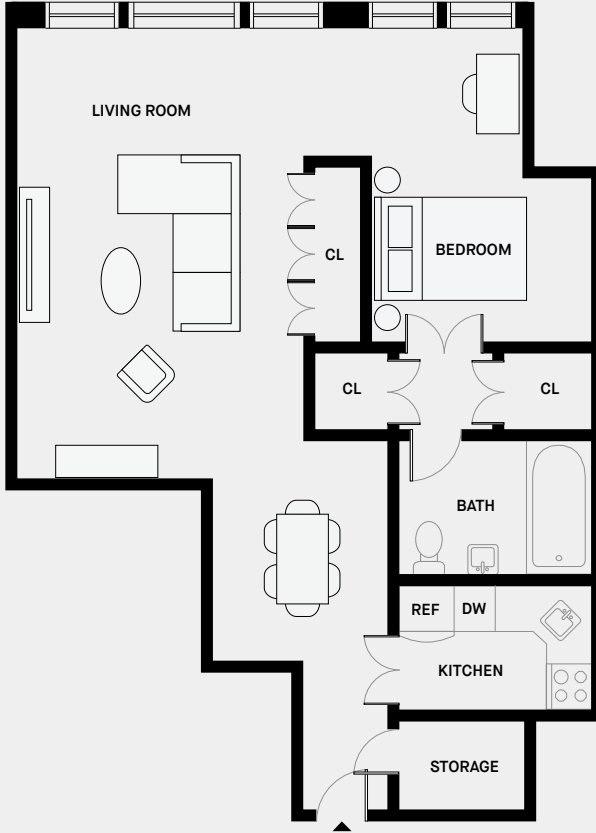 LIVING ROOM
CL
BEDROOM
CL
CL
BATH
REF
DW
KITCHEN
STORAGE